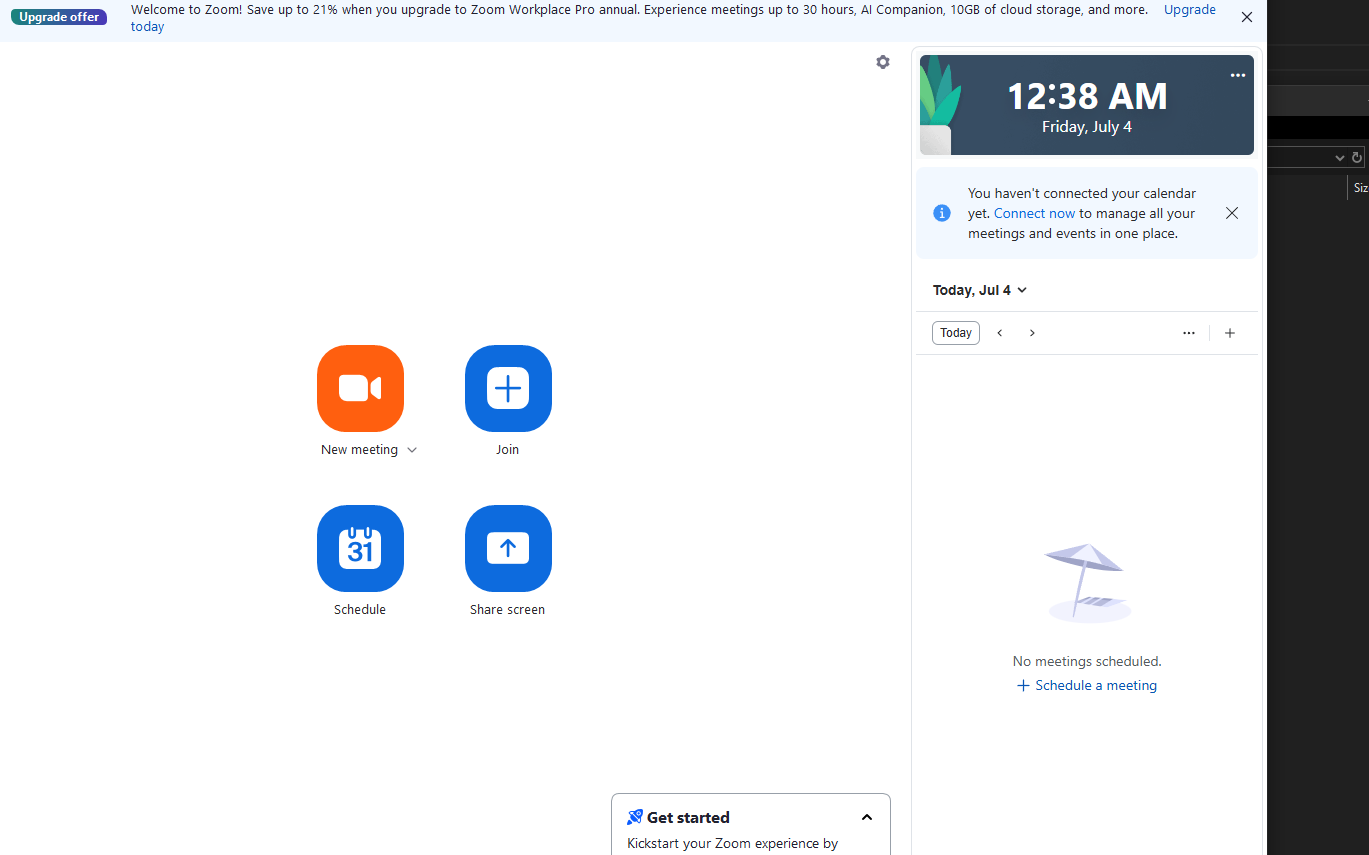 Upgrade offer
Welcome to Zoom! Save up to 21% when you upgrade to Zoom Workplace Pro annual. Experience meetings up to 30 hours, AI Companion, 10GB of cloud storage, and more. Upgrade
today
12:38 AM
Friday, July 4
You haven't connected your calendar
yet. Connect now to manage all your
meetings and events in one place.
Today, Jul 4
Today
New meeting
Join
31
Schedule
Share screen
No meetings scheduled.
Schedule a meeting
Get started
Kickstart your Zoom experience by
Siz